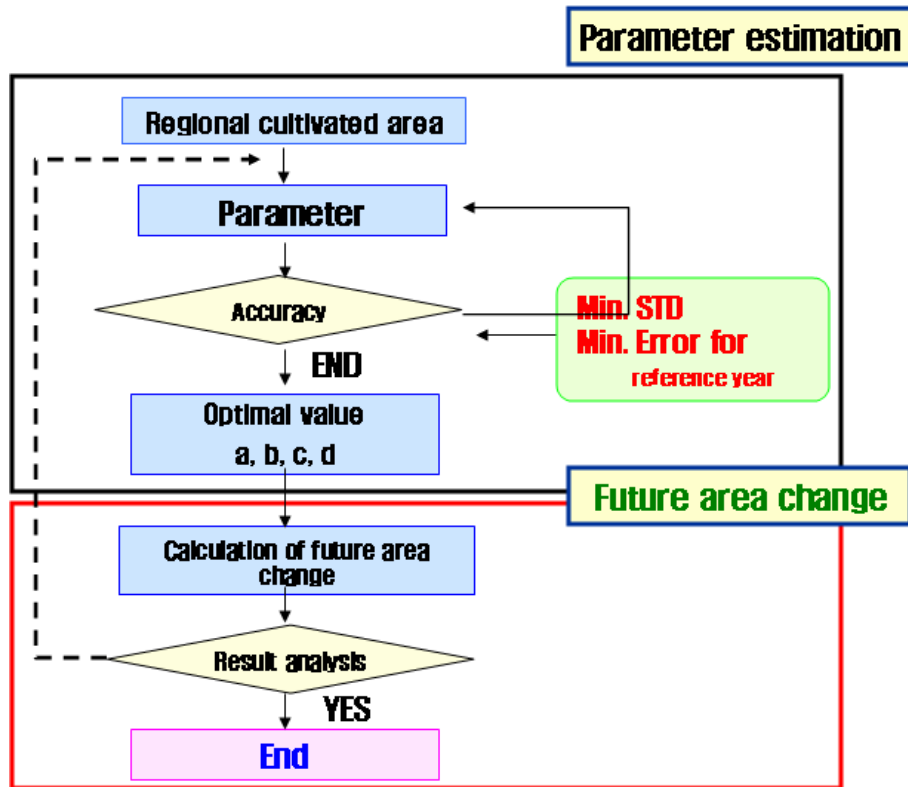 Parameter estimation
Regional cultivated area
Parameter
Accuracy
Min. STD
Min. Error for
reference year
END
Optimal value
a, b, c, d
Future area change
Calculation of future area
change
Result analysis
YES
End